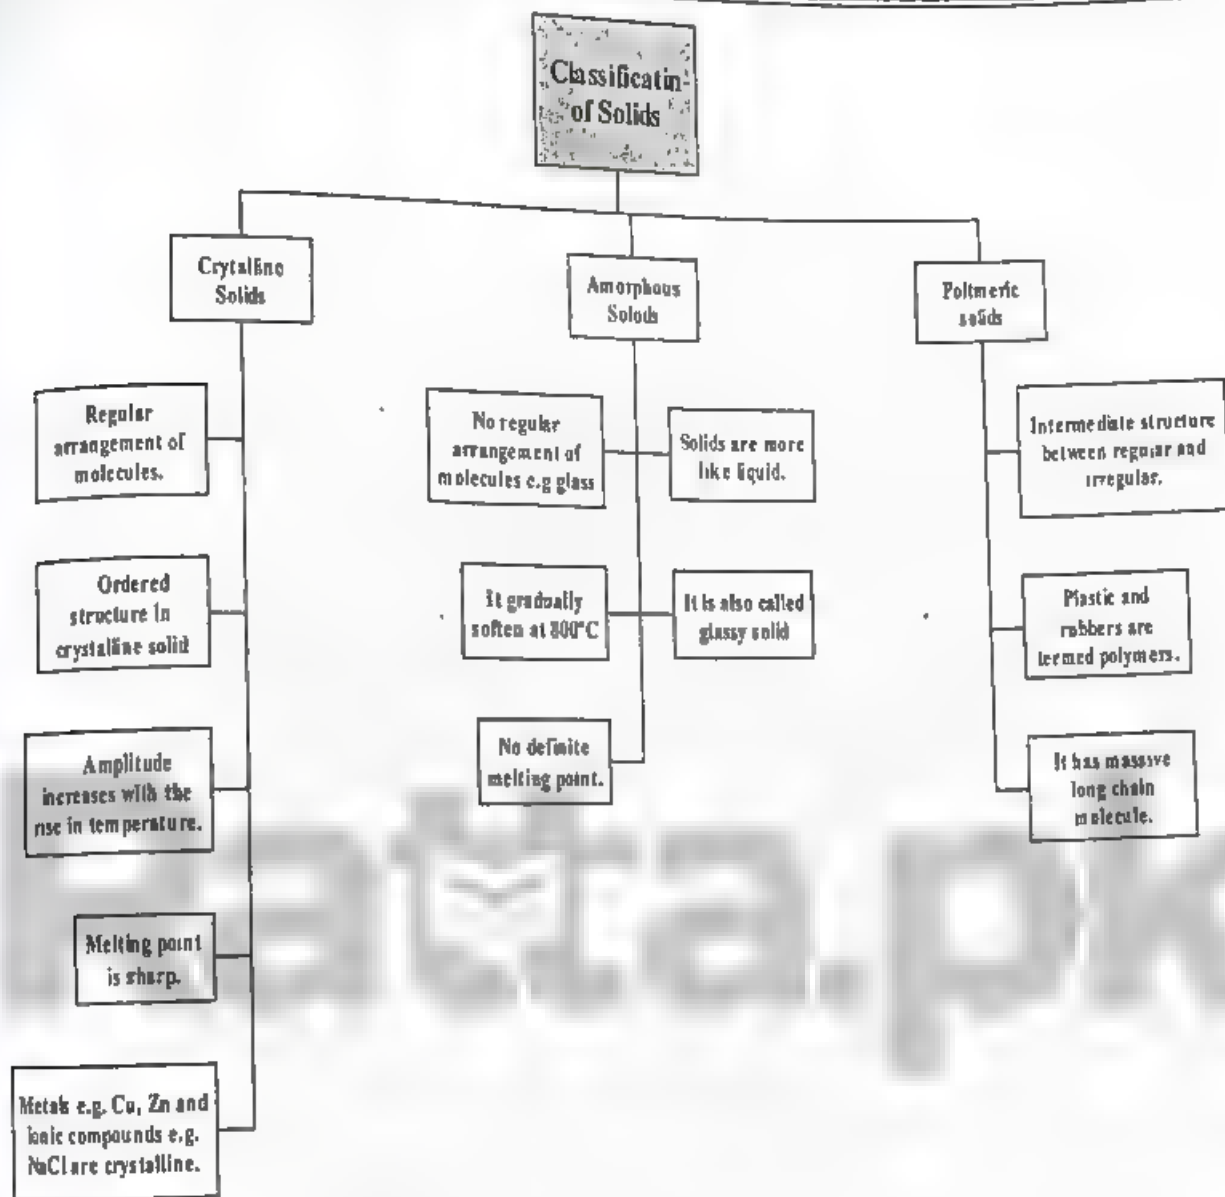 Classificatin
of Solids
Crytalline
Solids
Amorphous
Solods
Poltmeric
solids
Regular
arrangement of
molecules.
Ordered
structure in
crystalline solid
Amplitude
increases with the
rise in temperature.
Melting point
is sharp.
Metals e.g. Cu, Zn and
ionic compounds e.g.
NaCl are crystalline.
No regular
arrangement of
molecules e.g glass
Solids are more
like liquid.
It gradually
soften at 800°C
It is also called
glassy solid
No definite
melting point.
Intermediate structure
between regular and
irregular.
Plastic and
rubbers are
termed polymers.
It has massive
long chain
molecule.
Patta.pk